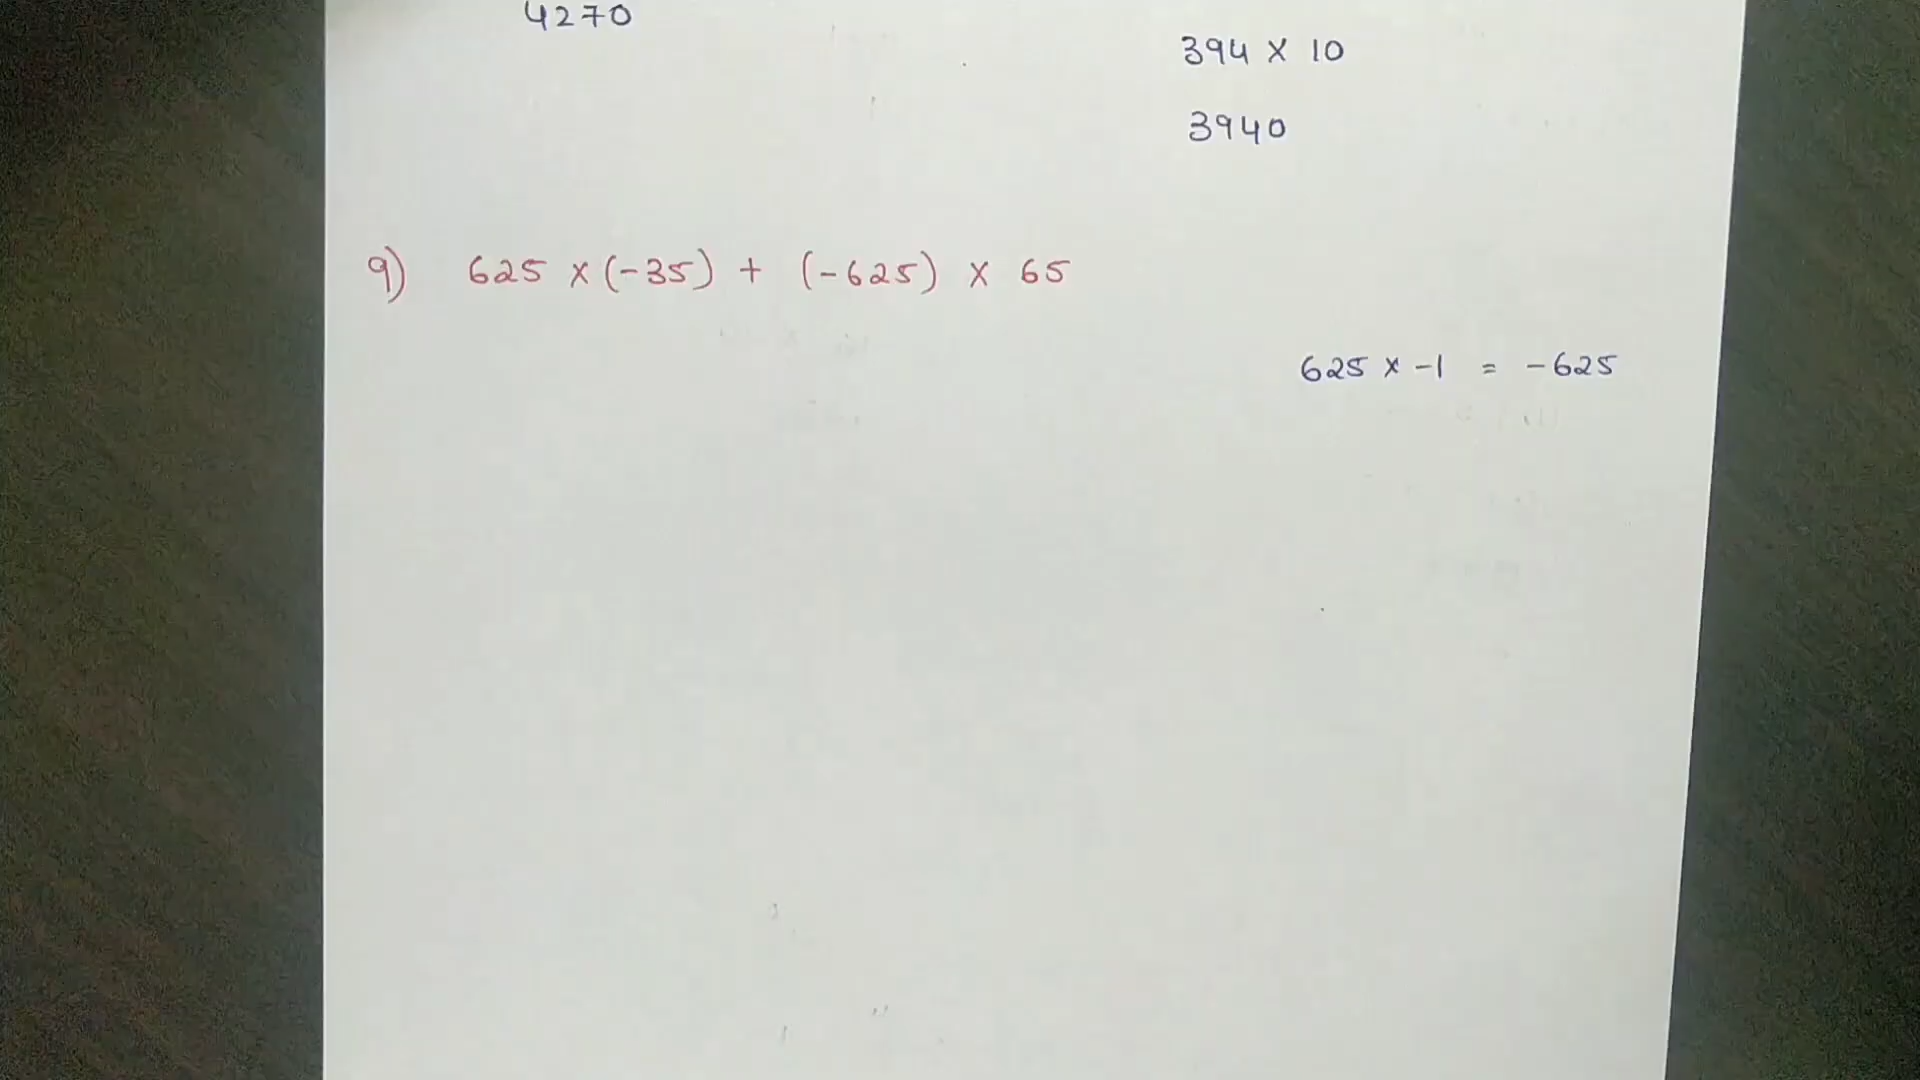 4270
394 × 10
3940
9) 625 × (-35) + (-625) × 65
625 × -1 = -625